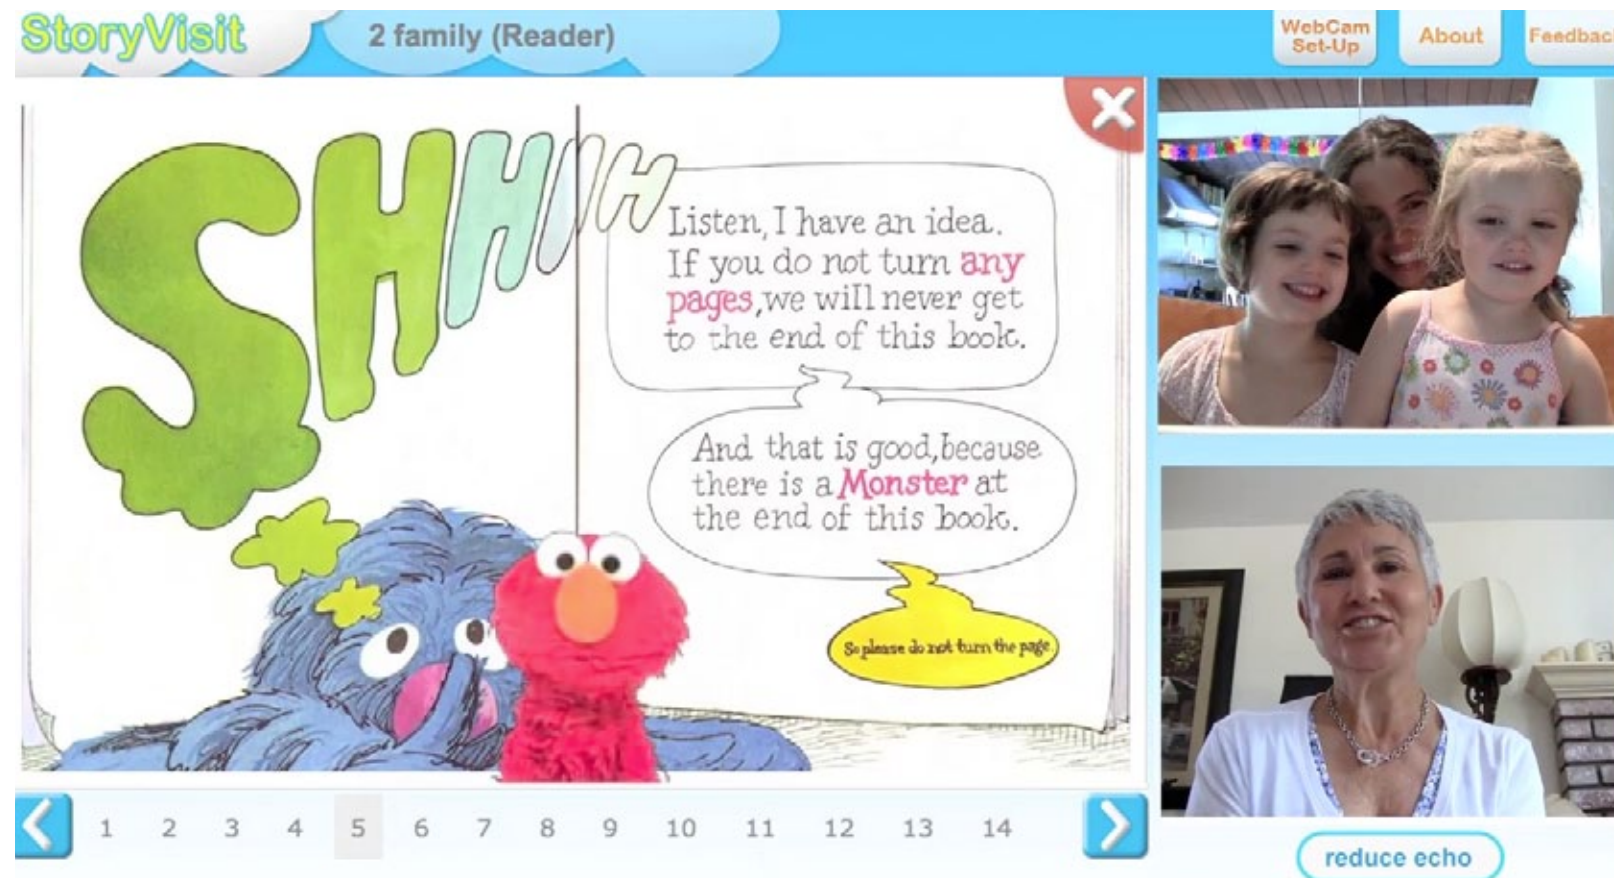 StoryVisit
2 family (Reader)
WebCam
Set-Up
About
Feedbac
SHHHH
Listen, I have an idea.
If you do not turn any
pages, we will never get
to the end of this book.
And that is good, because
there is a Monster at
the end of this book.
So please do not turn the page.
1 2 3 4 5 6 7 8 9 10 11 12 13 14
reduce echo